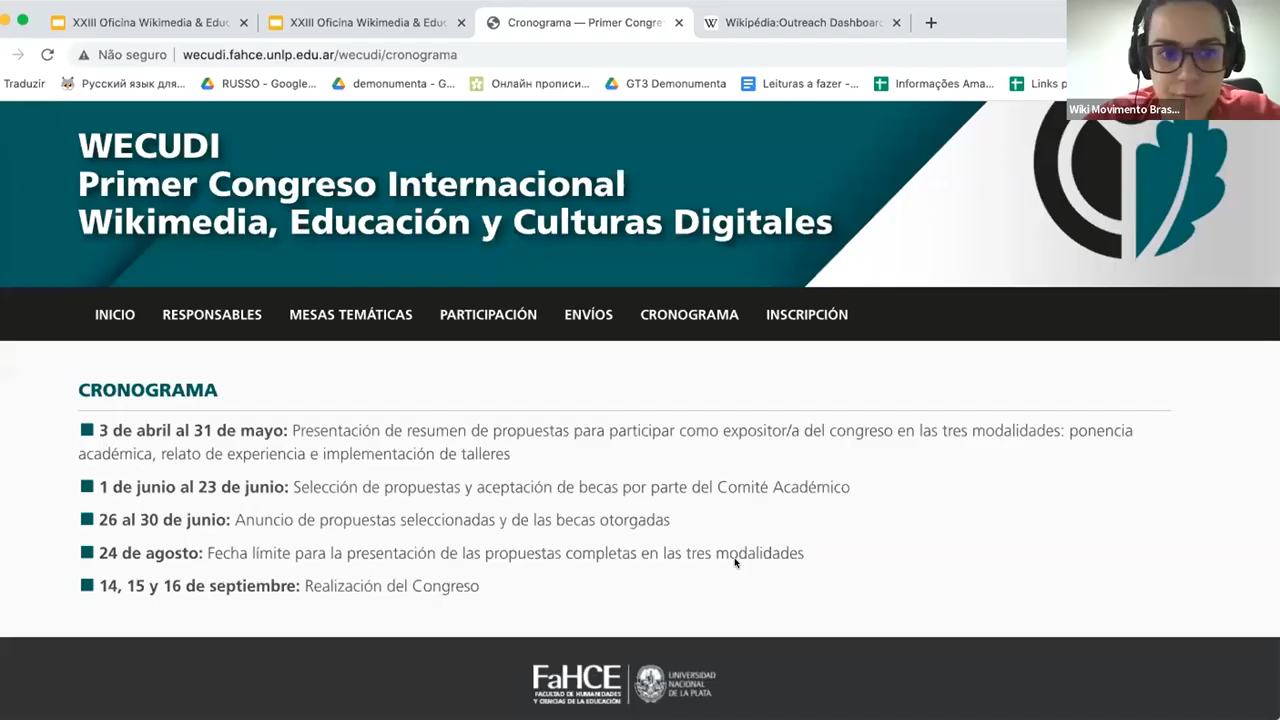 XXIII Oficina Wikimedia & Educ
XXIII Oficina Wikimedia & Educ
Cronograma — Primer Congre
Wikipédia:Outreach Dashboard
Não seguro
wecudi.fahce.unlp.edu.ar/wecudi/cronograma
Traduzir
Русский язык для...
RUSSO - Google...
demonumenta - G...
Онлайн прописи...
GT3 Demonumenta
Leituras a fazer -...
Informações Ama...
Links p
Wiki Movimento Bras...
WECUDI
Primer Congreso Internacional
Wikimedia, Educación y Culturas Digitales
INICIO RESPONSABLES MESAS TEMÁTICAS PARTICIPACIÓN ENVÍOS CRONOGRAMA INSCRIPCIÓN
CRONOGRAMA
3 de abril al 31 de mayo: Presentación de resumen de propuestas para participar como expositor/a del congreso en las tres modalidades: ponencia
académica, relato de experiencia e implementación de talleres
1 de junio al 23 de junio: Selección de propuestas y aceptación de becas por parte del Comité Académico
26 al 30 de junio: Anuncio de propuestas seleccionadas y de las becas otorgadas
24 de agosto: Fecha límite para la presentación de las propuestas completas en las tres modalidades
14, 15 y 16 de septiembre: Realización del Congreso
FaHCE
FACULTAD DE HUMANIDADES
Y CIENCIAS DE LA EDUCACIÓN
UNIVERSIDAD
NACIONAL
DE LA PLATA